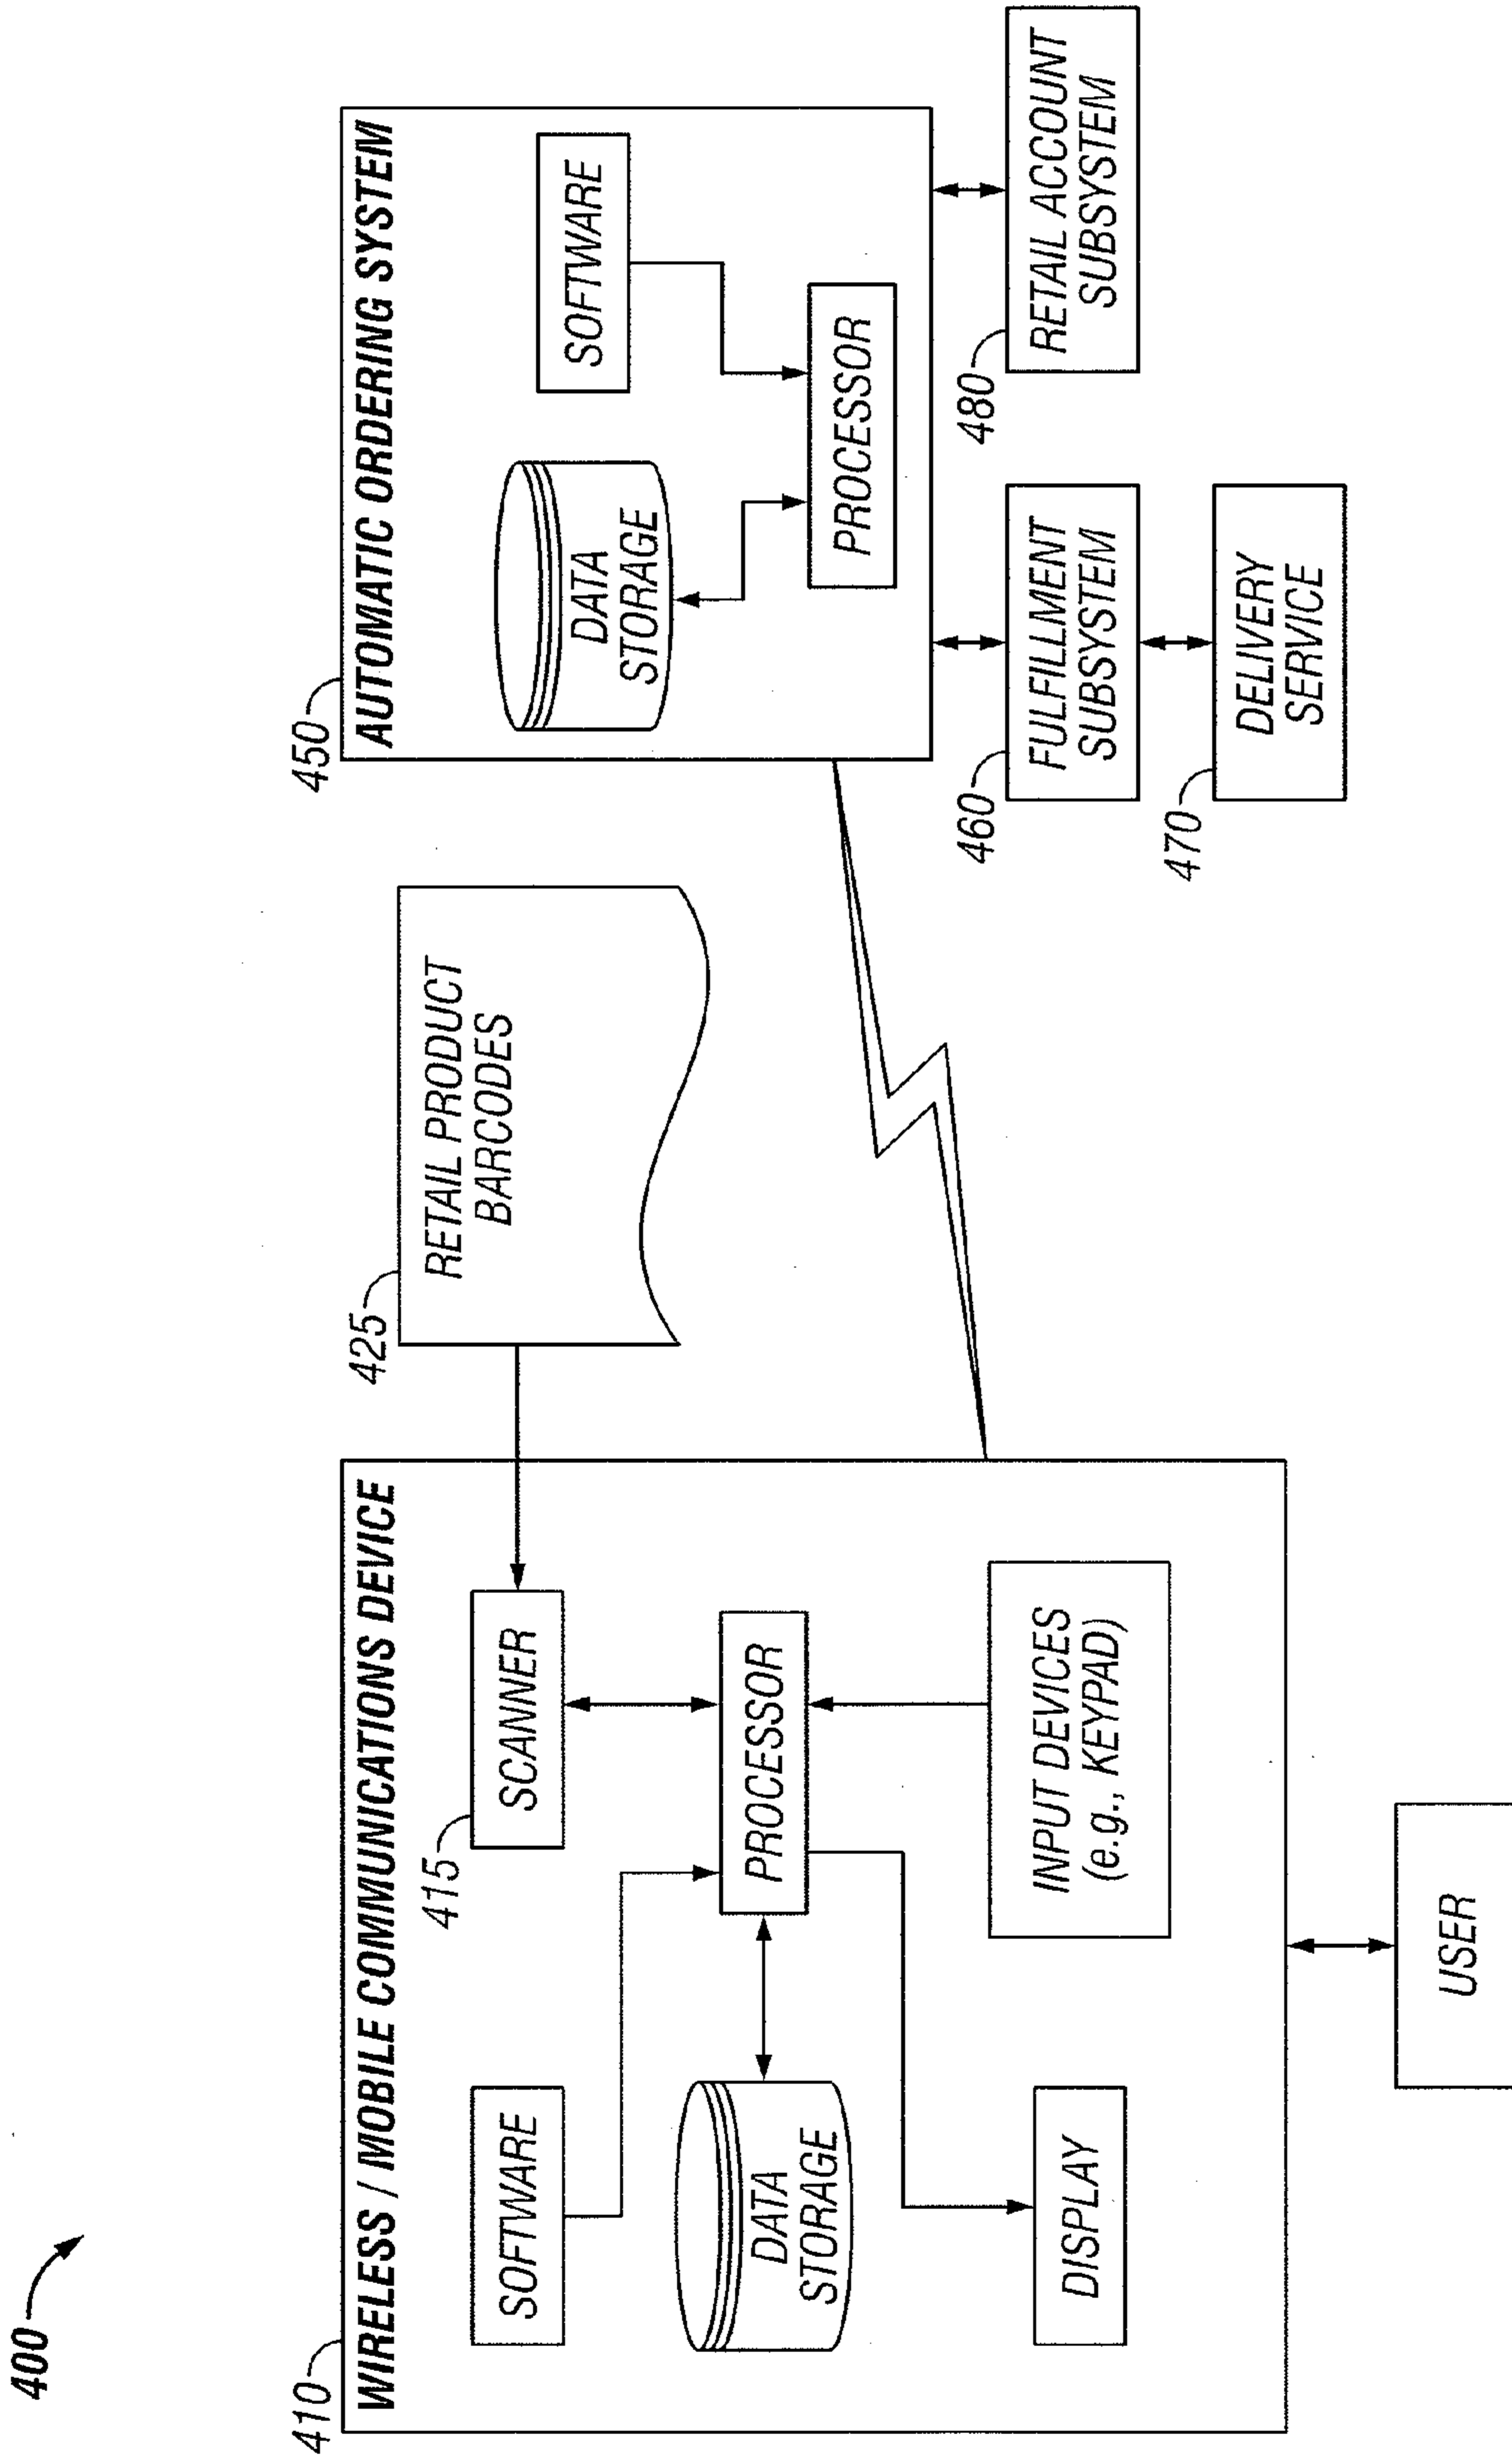 400
410
WIRELESS / MOBILE COMMUNICATIONS DEVICE
SOFTWARE
415
SCANNER
DATA
STORAGE
PROCESSOR
DISPLAY
INPUT DEVICES
(e.g., KEYPAD)
USER
425
RETAIL PRODUCT
BARCODES
450
AUTOMATIC ORDERING SYSTEM
DATA
STORAGE
SOFTWARE
PROCESSOR
460
FULFILLMENT
SUBSYSTEM
470
DELIVERY
SERVICE
480
RETAIL ACCOUNT
SUBSYSTEM